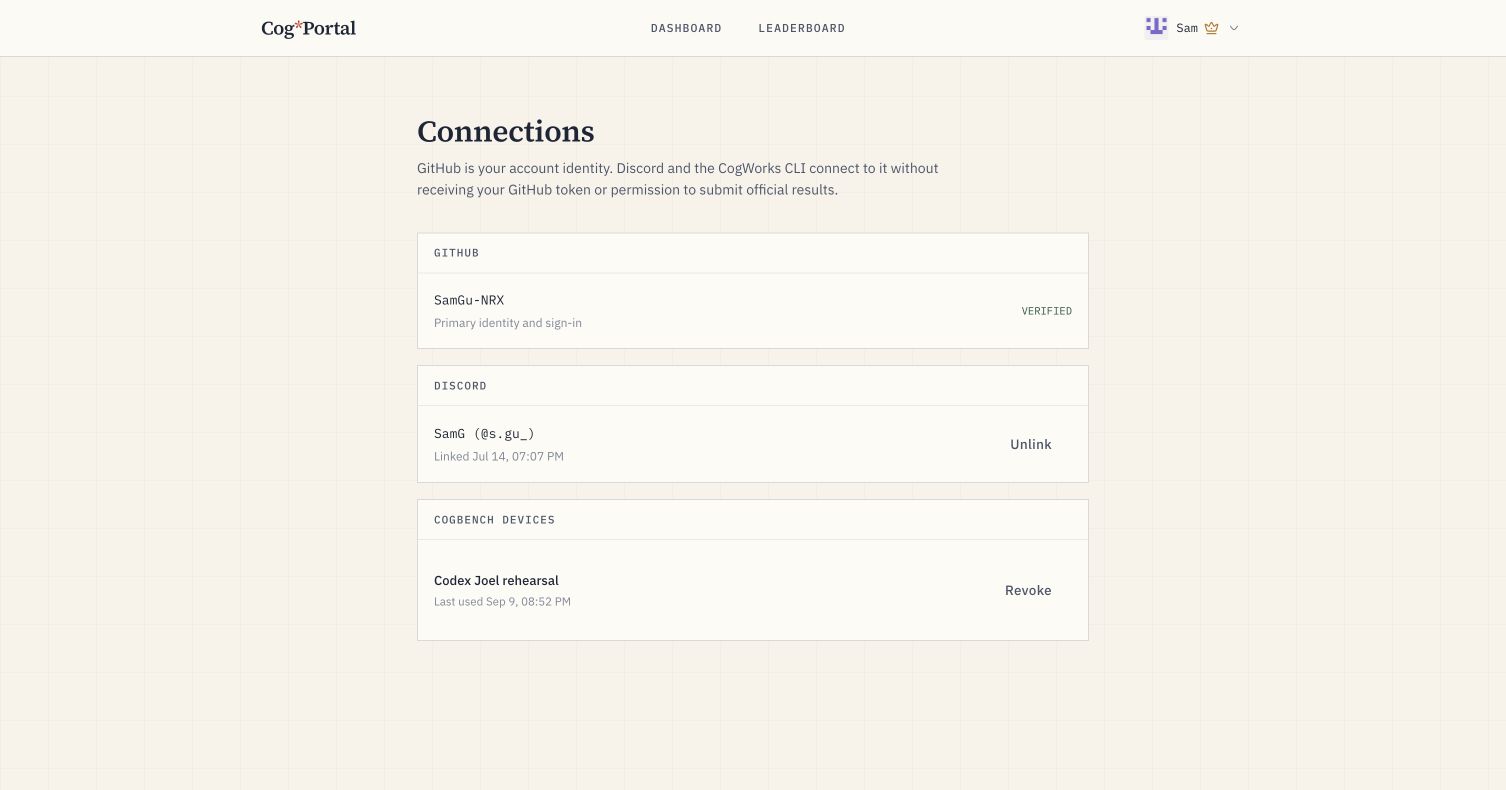 Cog*Portal
DASHBOARD
LEADERBOARD
Sam
Connections
GitHub is your account identity. Discord and the CogWorks CLI connect to it without
receiving your GitHub token or permission to submit official results.
GITHUB
SamGu-NRX
Primary identity and sign-in
VERIFIED
DISCORD
SamG (@s.gu_)
Linked Jul 14, 07:07 PM
Unlink
COGBENCH DEVICES
Codex Joel rehearsal
Last used Sep 9, 08:52 PM
Revoke